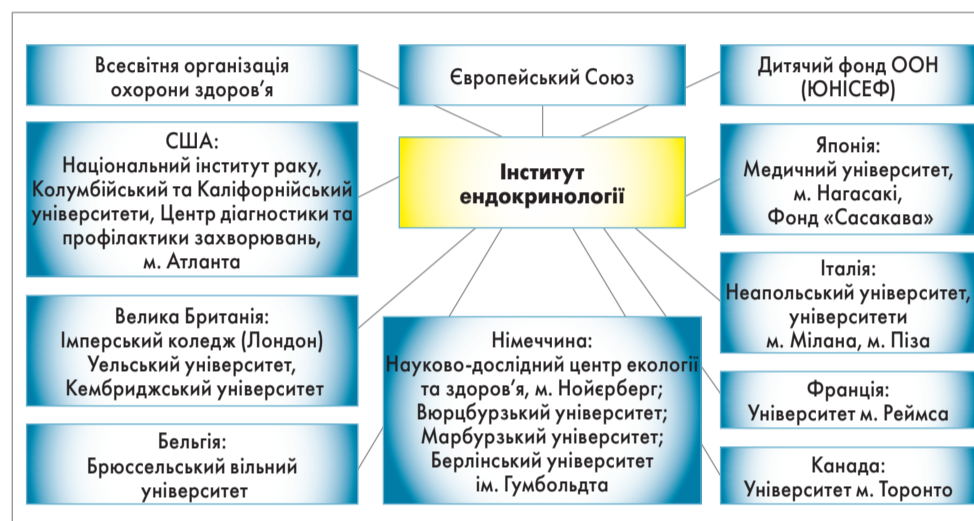 Всесвітня організація
охорони здоров’я
Європейський Союз
Дитячий фонд ООН
(ЮНІСЕФ)
США:
Національний інститут раку,
Колумбійський та Каліфорнійський
університети, Центр діагностики та
профілактики захворювань,
м. Атланта
Інститут
ендокринології
Японія:
Медичний університет,
м. Нагасакі,
Фонд «Сасакава»
Велика Британія:
Імперський коледж (Лондон)
Уельський університет,
Кембриджський університет
Італія:
Неапольський університет,
університети
м. Мілана, м. Піза
Німеччина:
Науково-дослідний центр екології
та здоров’я, м. Нойєрберг;
Вюрцбурзький університет;
Марбурзький університет;
Берлінський університет
ім. Гумбольдта
Франція:
Університет м. Реймса
Бельгія:
Брюссельський вільний
університет
Канада:
Університет м. Торонто